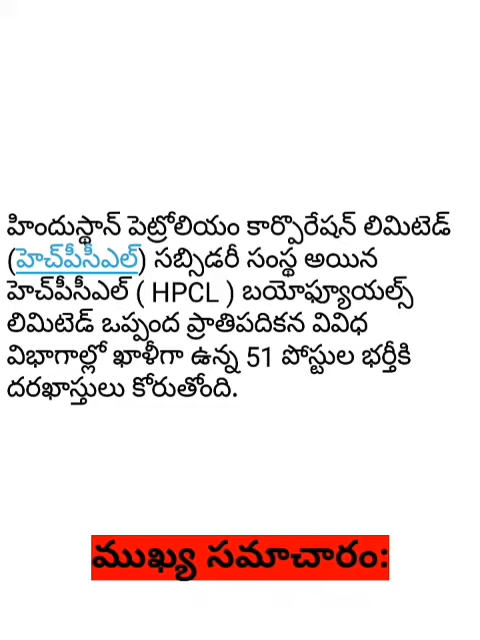 హిందుస్థాన్ పెట్రోలియం కార్పొరేషన్ లిమిటెడ్
(హెచ్‌పీసీఎల్) సబ్సిడరీ సంస్థ అయిన
హెచ్‌పీసీఎల్ ( HPCL ) బయోఫ్యూయల్స్
లిమిటెడ్ ఒప్పంద ప్రాతిపదికన వివిధ
విభాగాల్లో ఖాళీగా ఉన్న 51 పోస్టుల భర్తీకి
దరఖాస్తులు కోరుతోంది.
ముఖ్య సమాచారం: